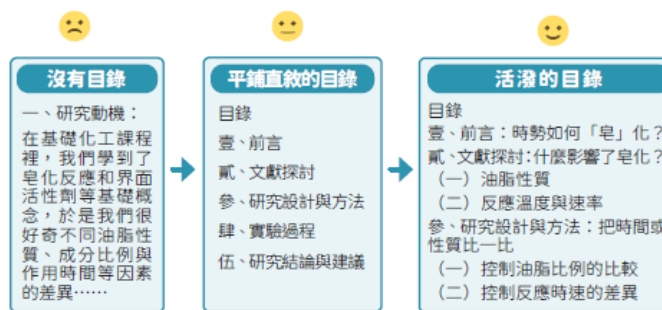 沒有目錄
一、研究動機：
在基礎化工課程
裡，我們學到了
皂化反應和界面
活性劑等基礎概
念，於是我們很
好奇不同油脂性
質、成分比例與
作用時間等因素
的差異……
平鋪直敘的目錄
目錄
壹、前言
貳、文獻探討
參、研究設計與方法
肆、實驗過程
伍、研究結論與建議
活潑的目錄
目錄
壹、前言：時勢如何「皂」化？
貳、文獻探討：什麼影響了皂化？
（一）油脂性質
（二）反應溫度與速率
參、研究設計與方法：把時間或
性質比一比
（一）控制油脂比例的比較
（二）控制反應時速的差異